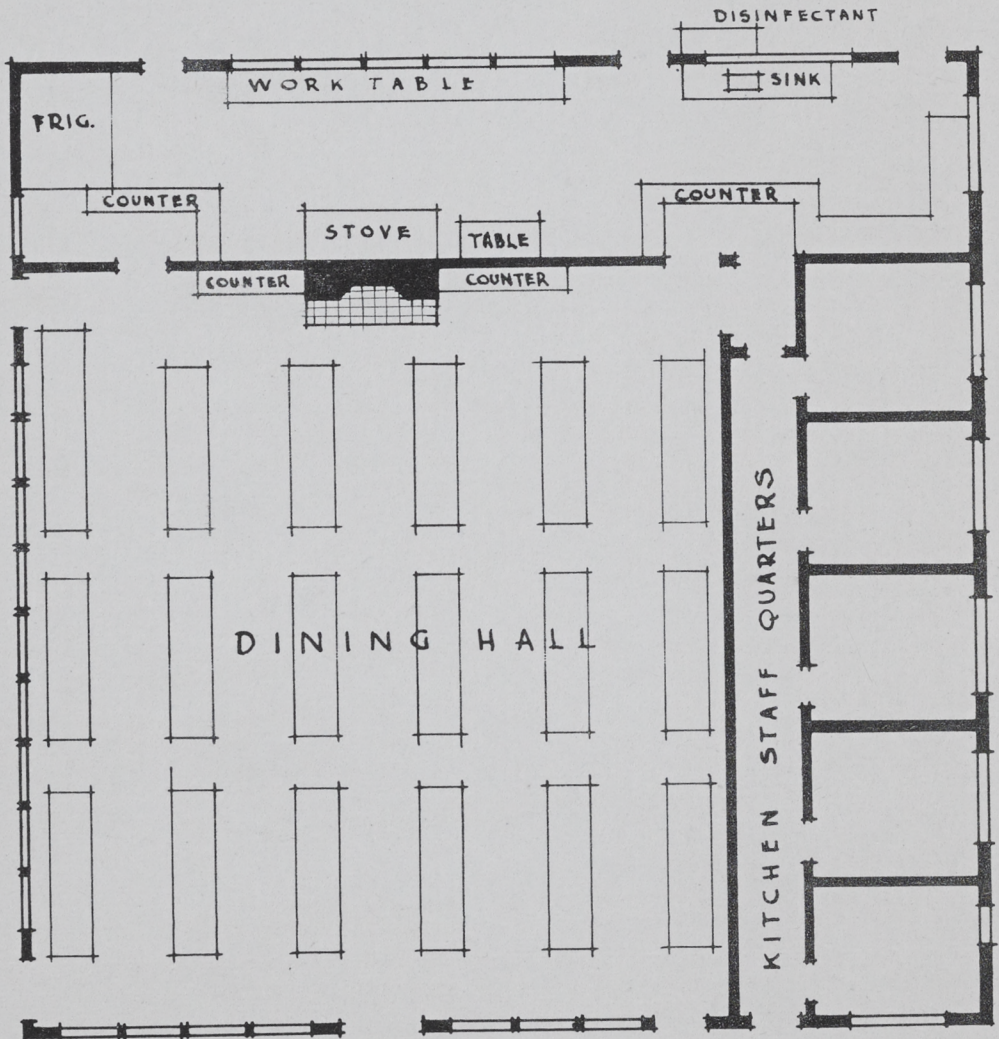 DISINFECTANT
WORK TABLE
SINK
FRIG.
COUNTER
COUNTER
STOVE
TABLE
COUNTER
COUNTER
DINING HALL
KITCHEN STAFF QUARTERS